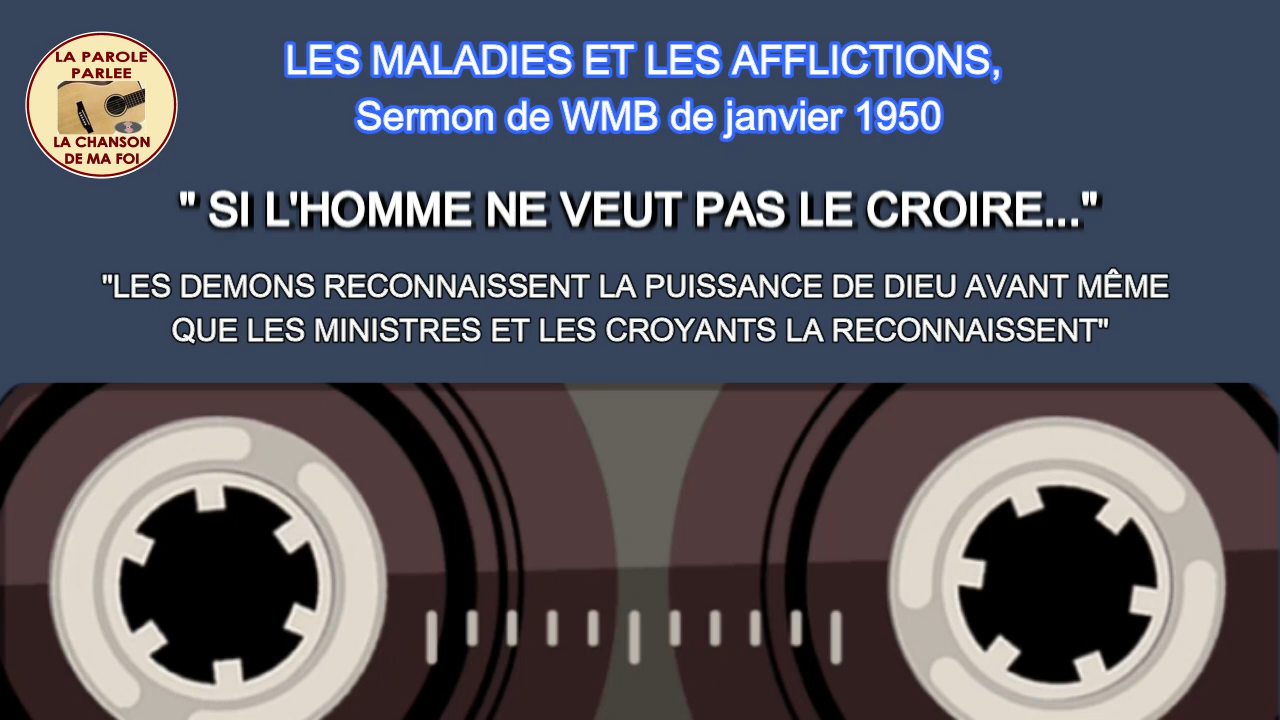 LA PAROLE
PARLEE
LA CHANSON
DE MA FOI
LES MALADIES ET LES AFFLICTIONS,
Sermon de WMB de janvier 1950
" SI L'HOMME NE VEUT PAS LE CROIRE..."
"LES DEMONS RECONNAISSENT LA PUISSANCE DE DIEU AVANT MÊME
QUE LES MINISTRES ET LES CROYANTS LA RECONNAISSENT"